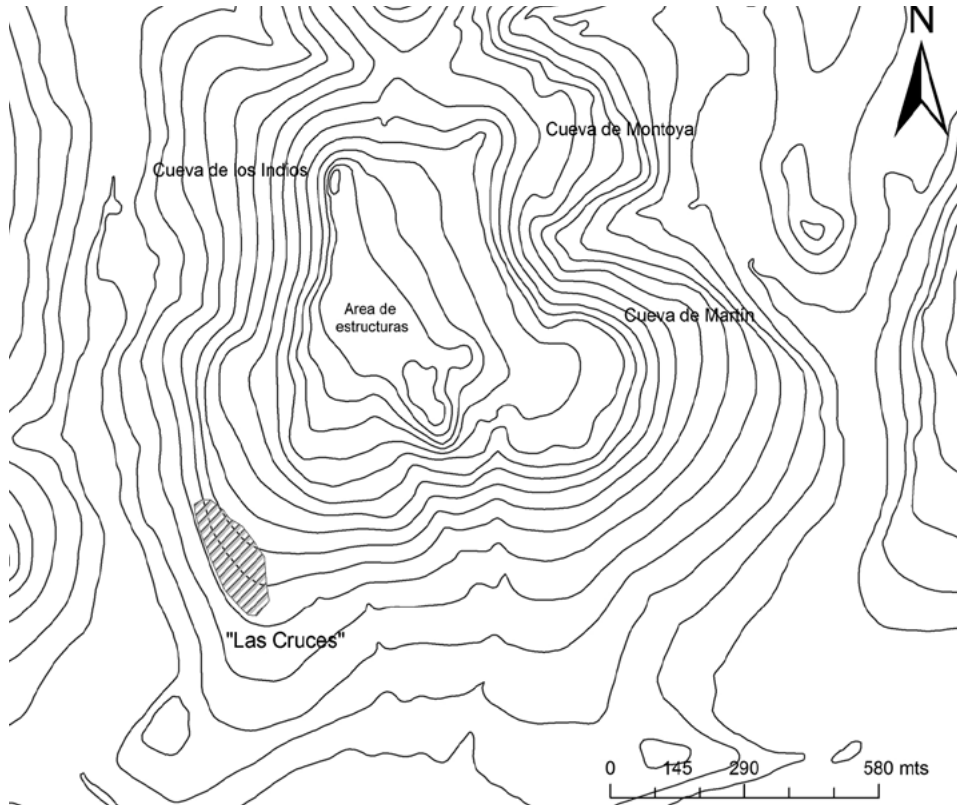 N
Cueva de Montoya
Cueva de los Indios
Area de
estructuras
Cueva de Martín
"Las Cruces"
0 145 290 580 mts